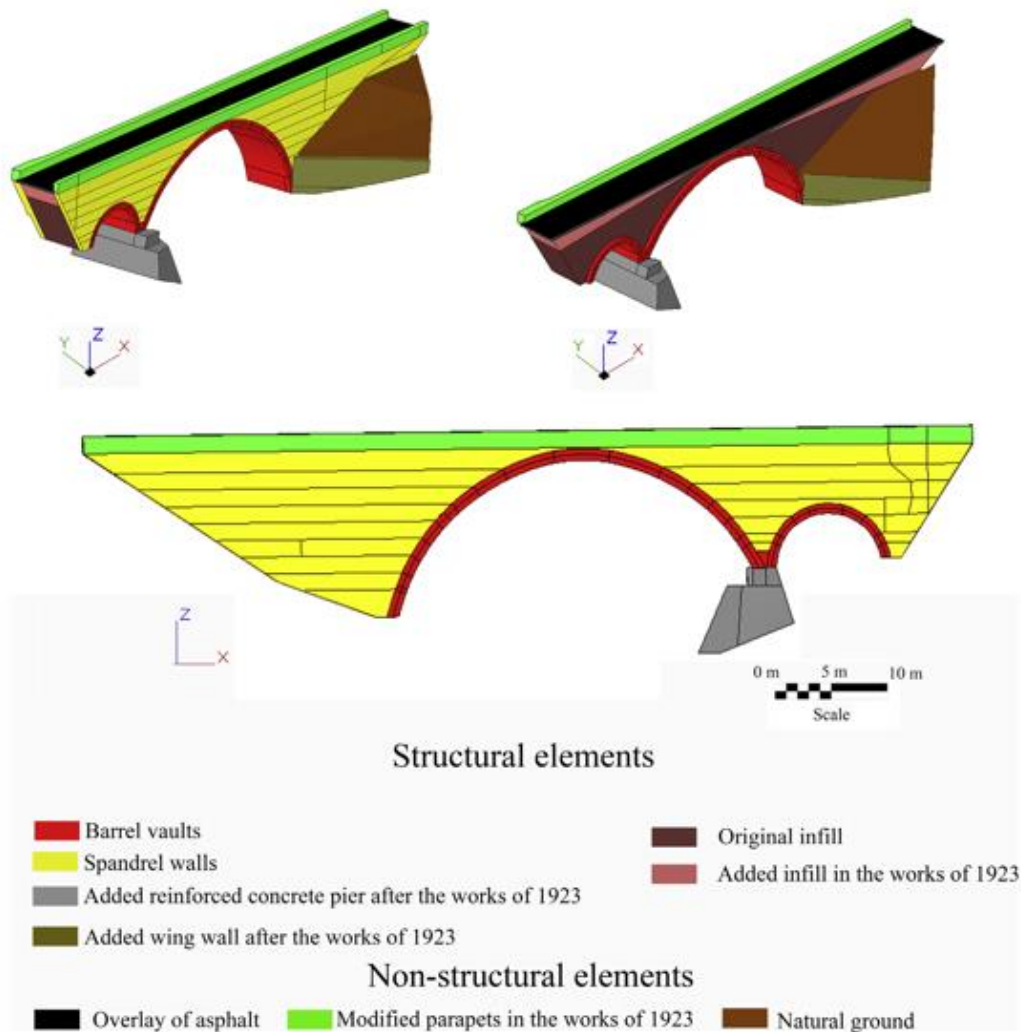 Z
Y
X
Z
Y
X
Z
X
0 m 5 m 10 m
Scale
Structural elements
Barrel vaults
Spandrel walls
Added reinforced concrete pier after the works of 1923
Added wing wall after the works of 1923
Original infill
Added infill in the works of 1923
Non-structural elements
Overlay of asphalt
Modified parapets in the works of 1923
Natural ground